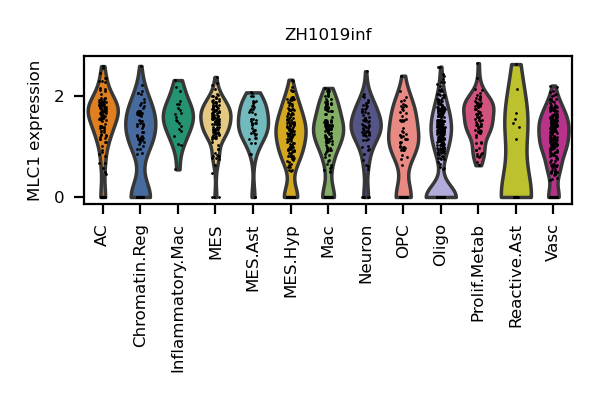 ZH1019inf
MLC1 expression
2
0
AC
Chromatin.Reg
Inflammatory.Mac
MES
MES.Ast
MES.Hyp
Mac
Neuron
OPC
Oligo
Prolif.Metab
Reactive.Ast
Vasc